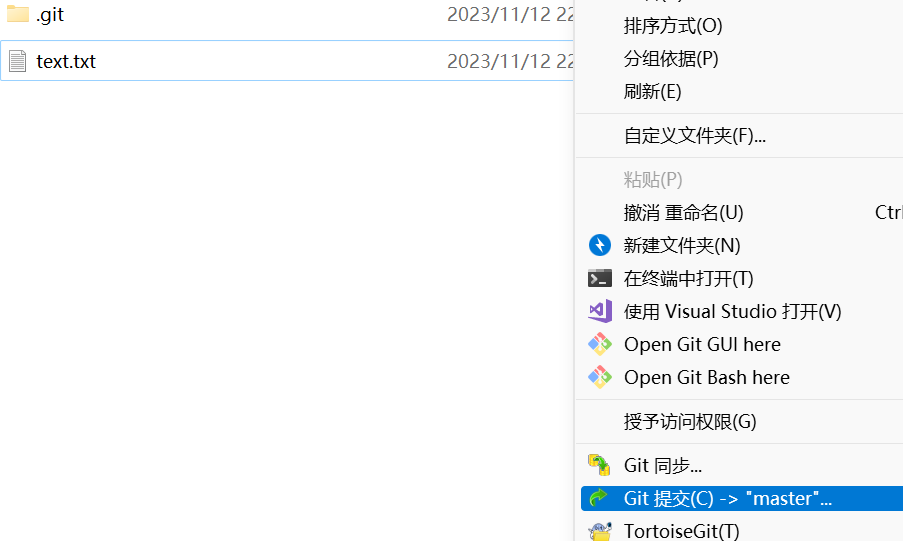 .git 2023/11/12 22
text.txt 2023/11/12 22
排序方式(O)
分组依据(P)
刷新(E)
自定义文件夹(F)...
粘贴(P)
撤消 重命名(U) Ctrl
新建文件夹(N)
在终端中打开(T)
使用 Visual Studio 打开(V)
Open Git GUI here
Open Git Bash here
授予访问权限(G)
Git 同步...
Git 提交(C) -> "master"...
TortoiseGit(T)